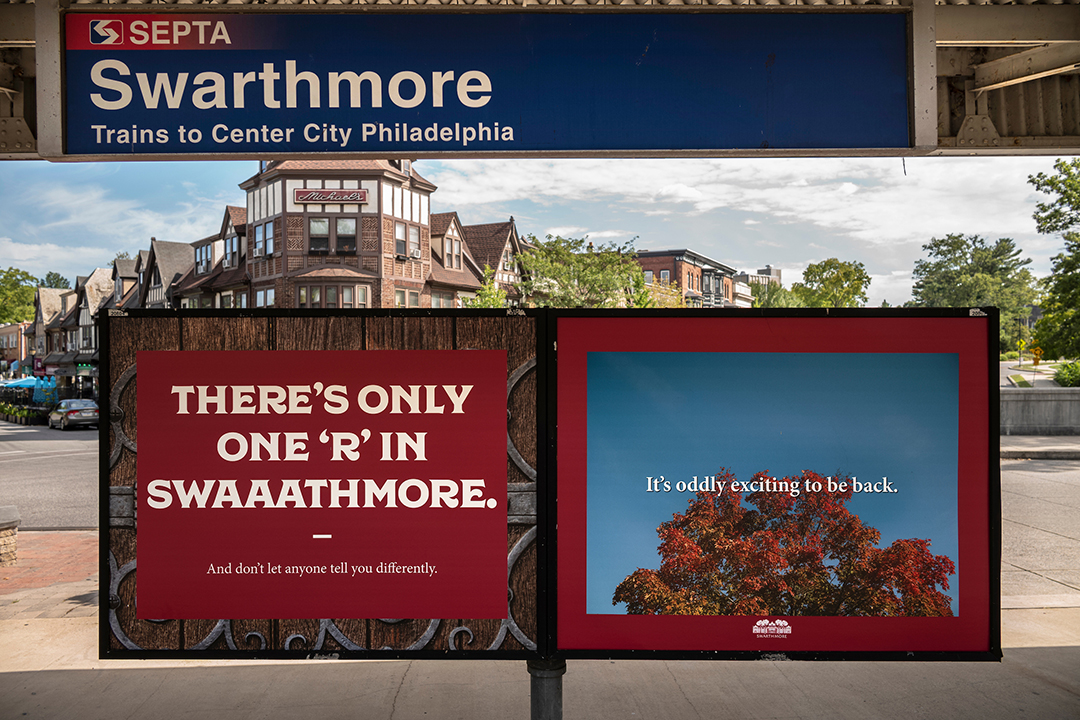 SEPTA
Swarthmore
Trains to Center City Philadelphia
Michael's
THERE'S ONLY
ONE ‘R’ IN
SWAAATHMORE.
And don't let anyone tell you differently.
It's oddly exciting to be back.
SWARTHMORE